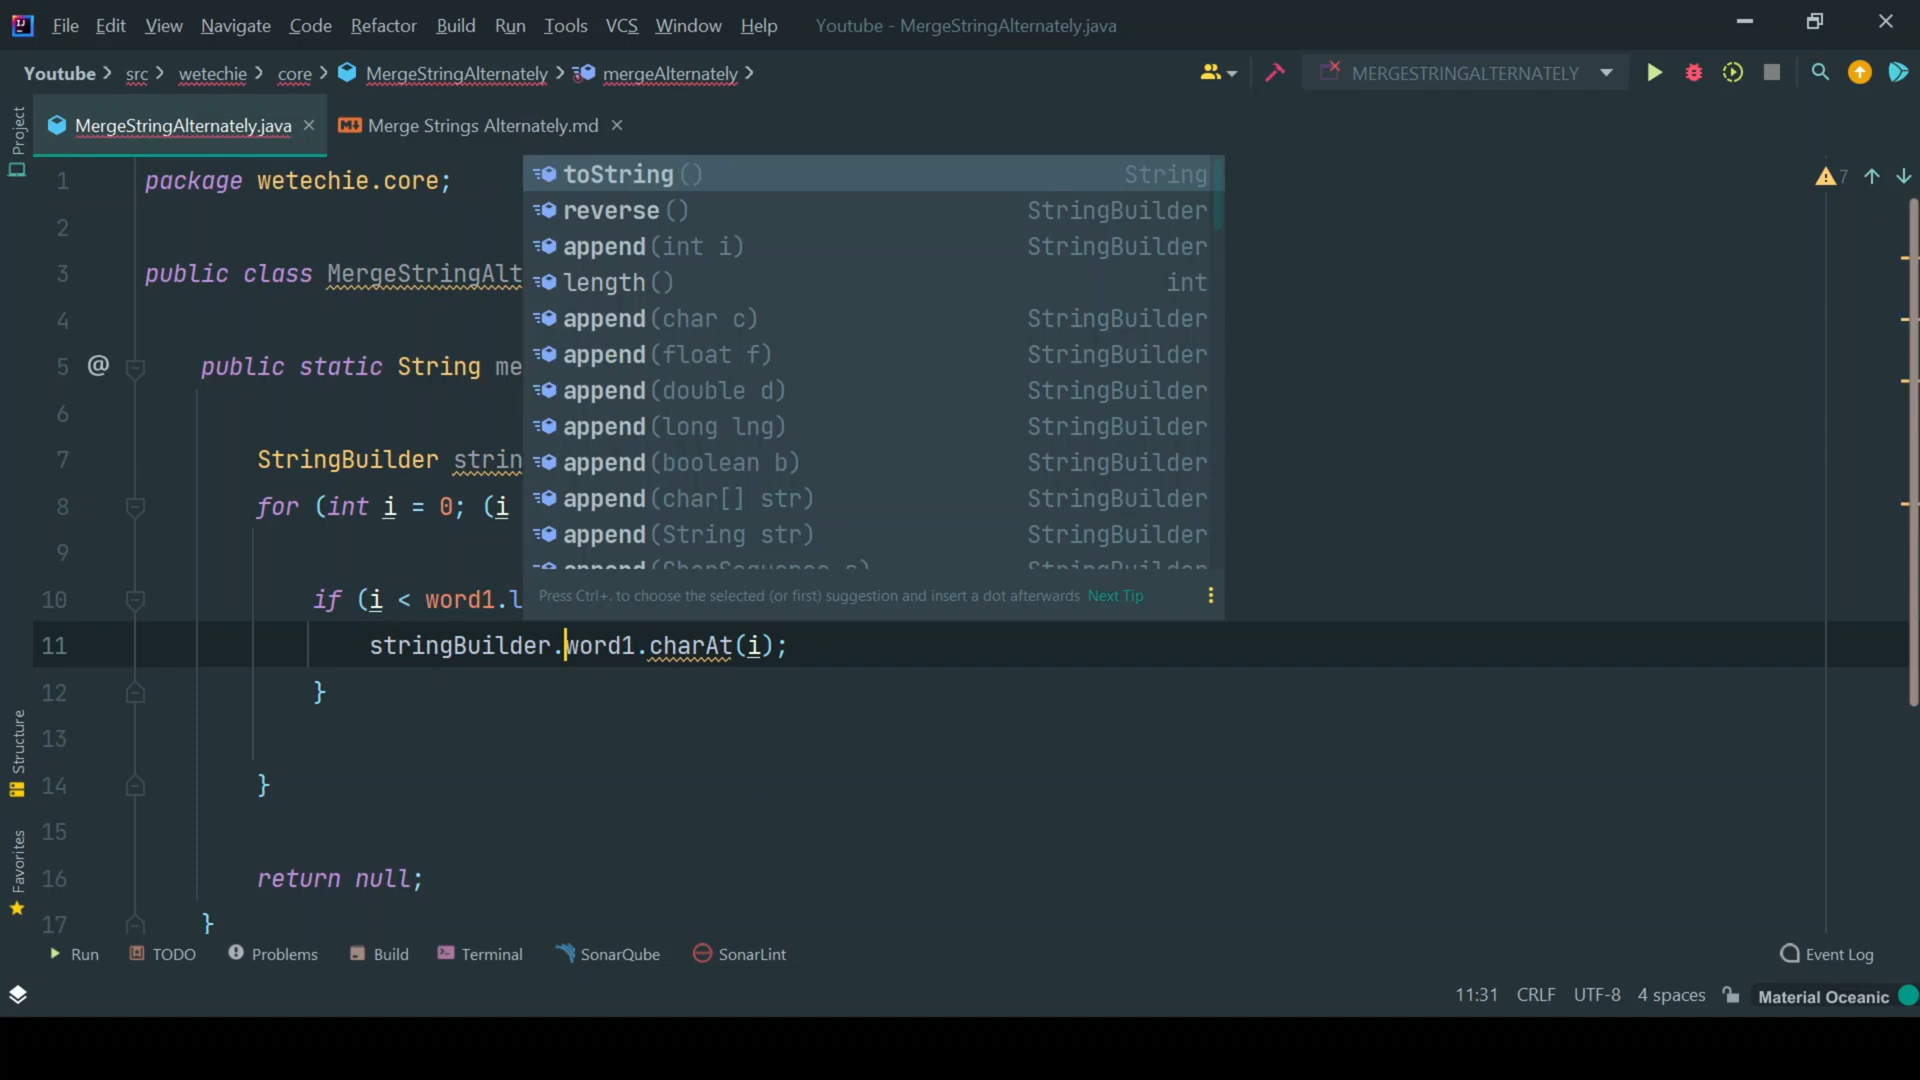 File Edit View Navigate Code Refactor Build Run Tools VCS Window Help Youtube - MergeStringAlternately.java
Youtube src wetechie core MergeStringAlternately mergeAlternately MERGESTRINGALTERNATELY
MergeStringAlternately.java Merge Strings Alternately.md
Project
Structure
Favorites
1 package wetechie.core;
2
3 public class MergeStringAlt
4
5 @ public static String me
6
7 StringBuilder strin
8 for (int i = 0; (i
9
10 if (i < word1.l
11 stringBuilder.word1.charAt(i);
12 }
13
14 }
15
16 return null;
17 }
7
toString() String
reverse() StringBuilder
append(int i) StringBuilder
length() int
append(char c) StringBuilder
append(float f) StringBuilder
append(double d) StringBuilder
append(long lng) StringBuilder
append(boolean b) StringBuilder
append(char[] str) StringBuilder
append(String str) StringBuilder
append(CharSequence s) StringBuilder
Press Ctrl+. to choose the selected (or first) suggestion and insert a dot afterwards Next Tip
Run TODO Problems Build Terminal SonarQube SonarLint Event Log
11:31 CRLF UTF-8 4 spaces Material Oceanic